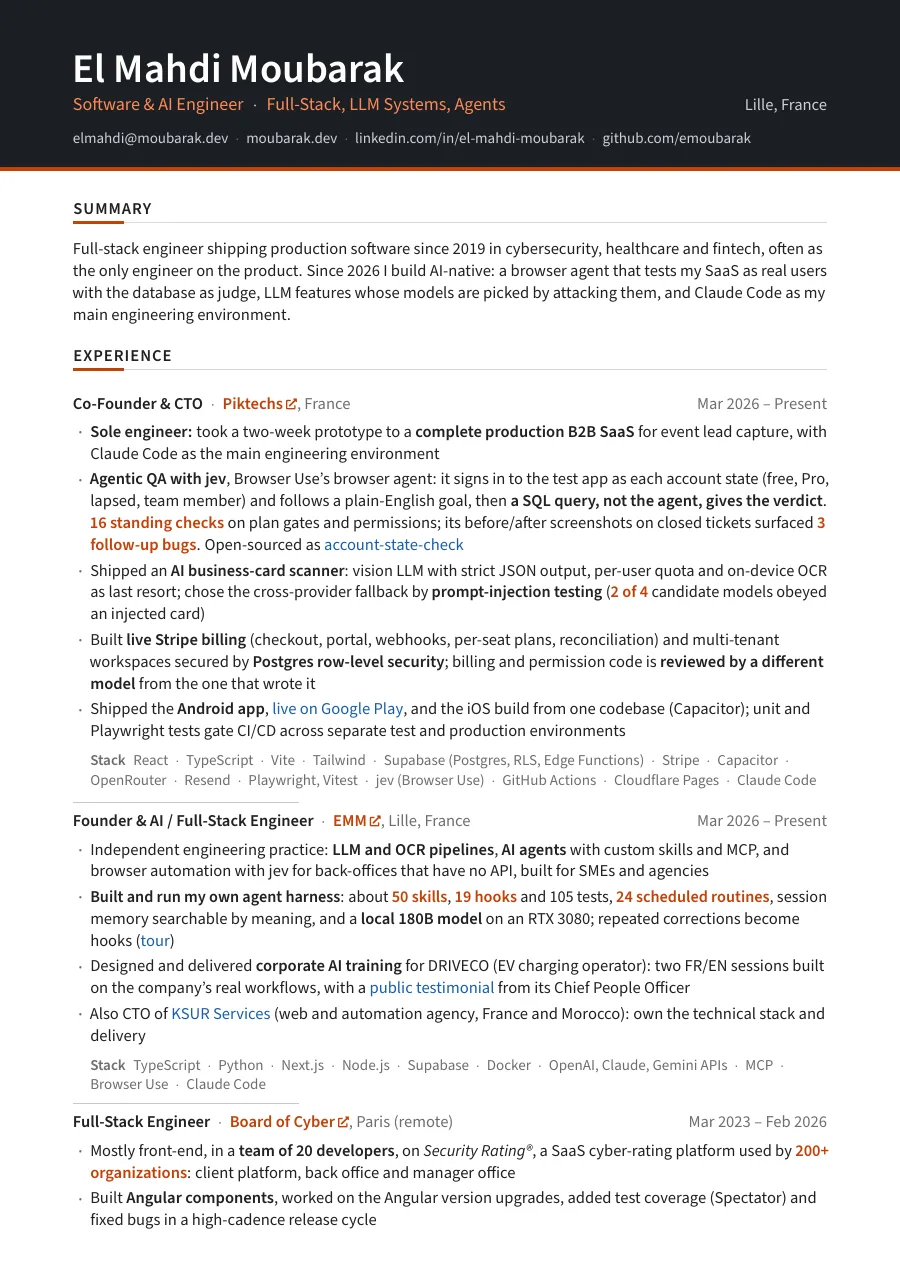 El Mahdi Moubarak
Software & AI Engineer · Full-Stack, LLM Systems, Agents Lille, France
elmahdi@moubarak.dev · moubarak.dev · linkedin.com/in/el-mahdi-moubarak · github.com/emoubarak
SUMMARY
Full-stack engineer shipping production software since 2019 in cybersecurity, healthcare and fintech, often as
the only engineer on the product. Since 2026 I build AI-native: a browser agent that tests my SaaS as real users
with the database as judge, LLM features whose models are picked by attacking them, and Claude Code as my
main engineering environment.
EXPERIENCE
Co-Founder & CTO · Piktechs, France Mar 2026 – Present
· Sole engineer: took a two-week prototype to a complete production B2B SaaS for event lead capture, with
Claude Code as the main engineering environment
· Agentic QA with jev, Browser Use’s browser agent: it signs in to the test app as each account state (free, Pro,
lapsed, team member) and follows a plain-English goal, then a SQL query, not the agent, gives the verdict.
16 standing checks on plan gates and permissions; its before/after screenshots on closed tickets surfaced 3
follow-up bugs. Open-sourced as account-state-check
· Shipped an AI business-card scanner: vision LLM with strict JSON output, per-user quota and on-device OCR
as last resort; chose the cross-provider fallback by prompt-injection testing (2 of 4 candidate models obeyed
an injected card)
· Built live Stripe billing (checkout, portal, webhooks, per-seat plans, reconciliation) and multi-tenant
workspaces secured by Postgres row-level security; billing and permission code is reviewed by a different
model from the one that wrote it
· Shipped the Android app, live on Google Play, and the iOS build from one codebase (Capacitor); unit and
Playwright tests gate CI/CD across separate test and production environments
Stack React · TypeScript · Vite · Tailwind · Supabase (Postgres, RLS, Edge Functions) · Stripe · Capacitor ·
OpenRouter · Resend · Playwright, Vitest · jev (Browser Use) · GitHub Actions · Cloudflare Pages · Claude Code
Founder & AI / Full-Stack Engineer · EMM, Lille, France Mar 2026 – Present
· Independent engineering practice: LLM and OCR pipelines, AI agents with custom skills and MCP, and
browser automation with jev for back-offices that have no API, built for SMEs and agencies
· Built and run my own agent harness: about 50 skills, 19 hooks and 105 tests, 24 scheduled routines, session
memory searchable by meaning, and a local 180B model on an RTX 3080; repeated corrections become
hooks (tour)
· Designed and delivered corporate AI training for DRIVECO (EV charging operator): two FR/EN sessions built
on the company’s real workflows, with a public testimonial from its Chief People Officer
· Also CTO of KSUR Services (web and automation agency, France and Morocco): own the technical stack and
delivery
Stack TypeScript · Python · Next.js · Node.js · Supabase · Docker · OpenAI, Claude, Gemini APIs · MCP ·
Browser Use · Claude Code
Full-Stack Engineer · Board of Cyber, Paris (remote) Mar 2023 – Feb 2026
· Mostly front-end, in a team of 20 developers, on Security Rating®, a SaaS cyber-rating platform used by 200+
organizations: client platform, back office and manager office
· Built Angular components, worked on the Angular version upgrades, added test coverage (Spectator) and
fixed bugs in a high-cadence release cycle